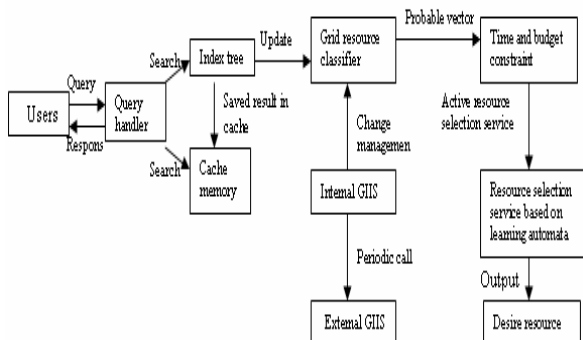 Probable vector
Users
Query
Respons
Query
handler
Search
Search
Index tree
Update
Saved result in
cache
Cache
memory
Grid resource
classifier
Change
managemen
Internal GIIS
Periodic call
External GIIS
Time and budget
constraint
Active resource
selection service
Resource selection
service based on
learning automata
Output
Desire resource